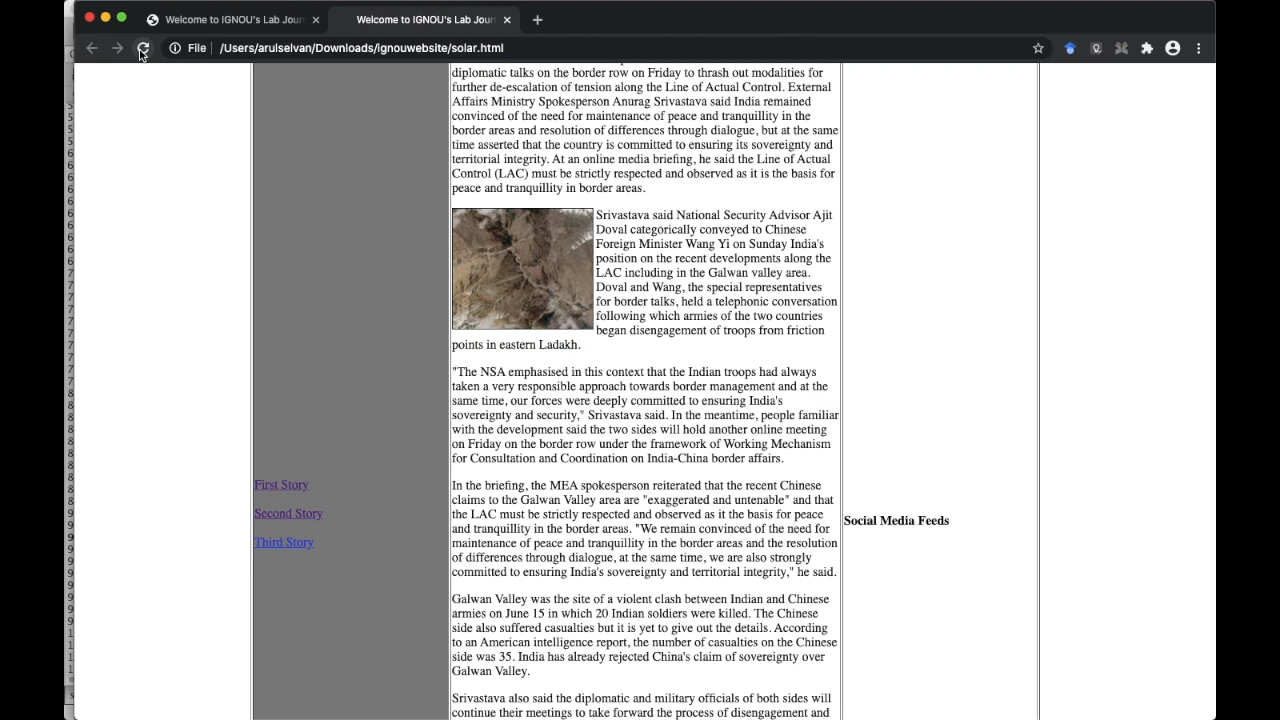 Welcome to IGNOU's Lab Jour
Welcome to IGNOU's Lab Jour
File
/Users/arulselvan/Downloads/ignouwebsite/solar.html
diplomatic talks on the border row on Friday to thrash out modalities for
further de-escalation of tension along the Line of Actual Control. External
Affairs Ministry Spokesperson Anurag Srivastava said India remained
convinced of the need for maintenance of peace and tranquillity in the
border areas and resolution of differences through dialogue, but at the same
time asserted that the country is committed to ensuring its sovereignty and
territorial integrity. At an online media briefing, he said the Line of Actual
Control (LAC) must be strictly respected and observed as it is the basis for
peace and tranquillity in border areas.
Srivastava said National Security Advisor Ajit
Doval categorically conveyed to Chinese
Foreign Minister Wang Yi on Sunday India's
position on the recent developments along the
LAC including in the Galwan valley area.
Doval and Wang, the special representatives
for border talks, held a telephonic conversation
following which armies of the two countries
began disengagement of troops from friction
points in eastern Ladakh.
"The NSA emphasised in this context that the Indian troops had always
taken a very responsible approach towards border management and at the
same time, our forces were deeply committed to ensuring India's
sovereignty and security," Srivastava said. In the meantime, people familiar
with the development said the two sides will hold another online meeting
on Friday on the border row under the framework of Working Mechanism
for Consultation and Coordination on India-China border affairs.
First Story
Second Story
Third Story
In the briefing, the MEA spokesperson reiterated that the recent Chinese
claims to the Galwan Valley area are "exaggerated and untenable" and that
the LAC must be strictly respected and observed as it the basis for peace
and tranquillity in the border areas. "We remain convinced of the need for
maintenance of peace and tranquility in the border areas and the resolution
of differences through dialogue, at the same time, we are also strongly
committed to ensuring India's sovereignty and territorial integrity," he said.
Galwan Valley was the site of a violent clash between Indian and Chinese
armies on June 15 in which 20 Indian soldiers were killed. The Chinese
side also suffered casualties but it is yet to give out the details. According
to an American intelligence report, the number of casualties on the Chinese
side was 35. India has already rejected China's claim of sovereignty over
Galwan Valley.
Srivastava also said the diplomatic and military officials of both sides will
continue their meetings to take forward the process of disengagement and
Social Media Feeds